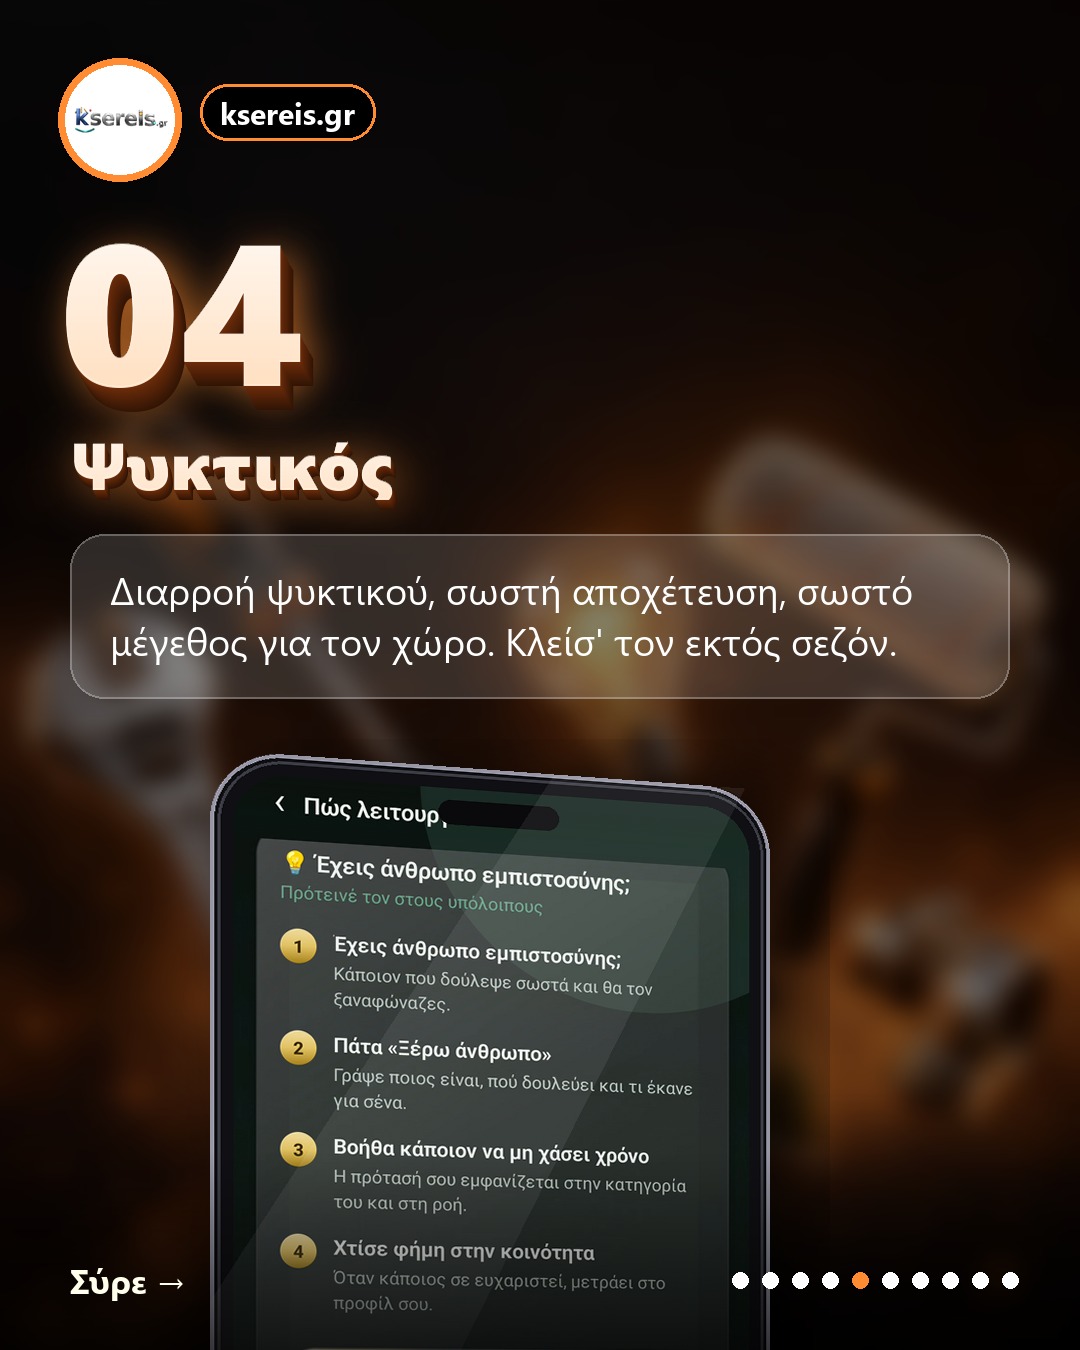 ksereis.gr
ksereis.gr
04
Ψυκτικός
Διαρροή ψυκτικού, σωστή αποχέτευση, σωστό
μέγεθος για τον χώρο. Κλείσ' τον εκτός σεζόν.
‹ Πώς λειτουργ
💡 Έχεις άνθρωπο εμπιστοσύνης;
Πρότεινέ τον στους υπόλοιπους
1 Έχεις άνθρωπο εμπιστοσύνης;
Κάποιον που δούλεψε σωστά και θα τον
ξαναφώναζες.
2 Πάτα «Ξέρω άνθρωπο»
Γράψε ποιος είναι, πού δουλεύει και τι έκανε
για σένα.
3 Βοήθα κάποιον να μη χάσει χρόνο
Η πρότασή σου εμφανίζεται στην κατηγορία
του και στη ροή.
4 Χτίσε φήμη στην κοινότητα
Όταν κάποιος σε ευχαριστεί, μετράει στο
προφίλ σου.
Σύρε →